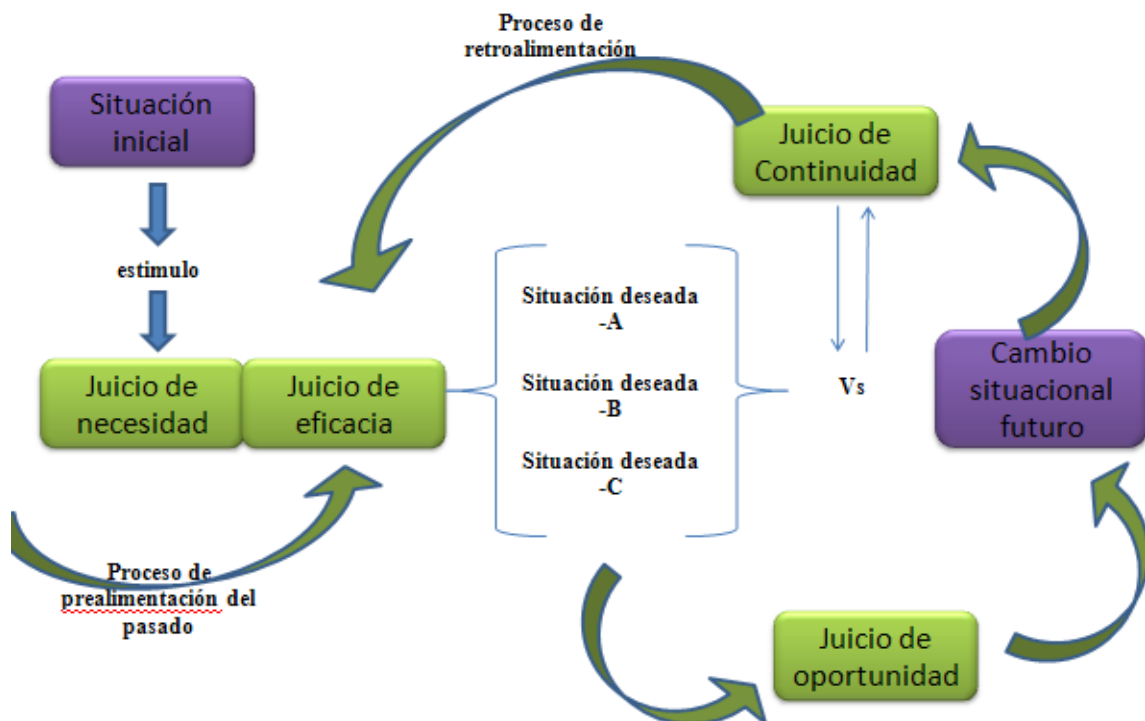 Proceso de
retroalimentación
Situación
inicial
Juicio de
Continuidad
estimulo
Situación deseada
-A
Juicio de
necesidad
Juicio de
eficacia
Situación deseada
-B
Vs
Cambio
situacional
futuro
Situación deseada
-C
Proceso de
prealimentación del
pasado
Juicio de
oportunidad